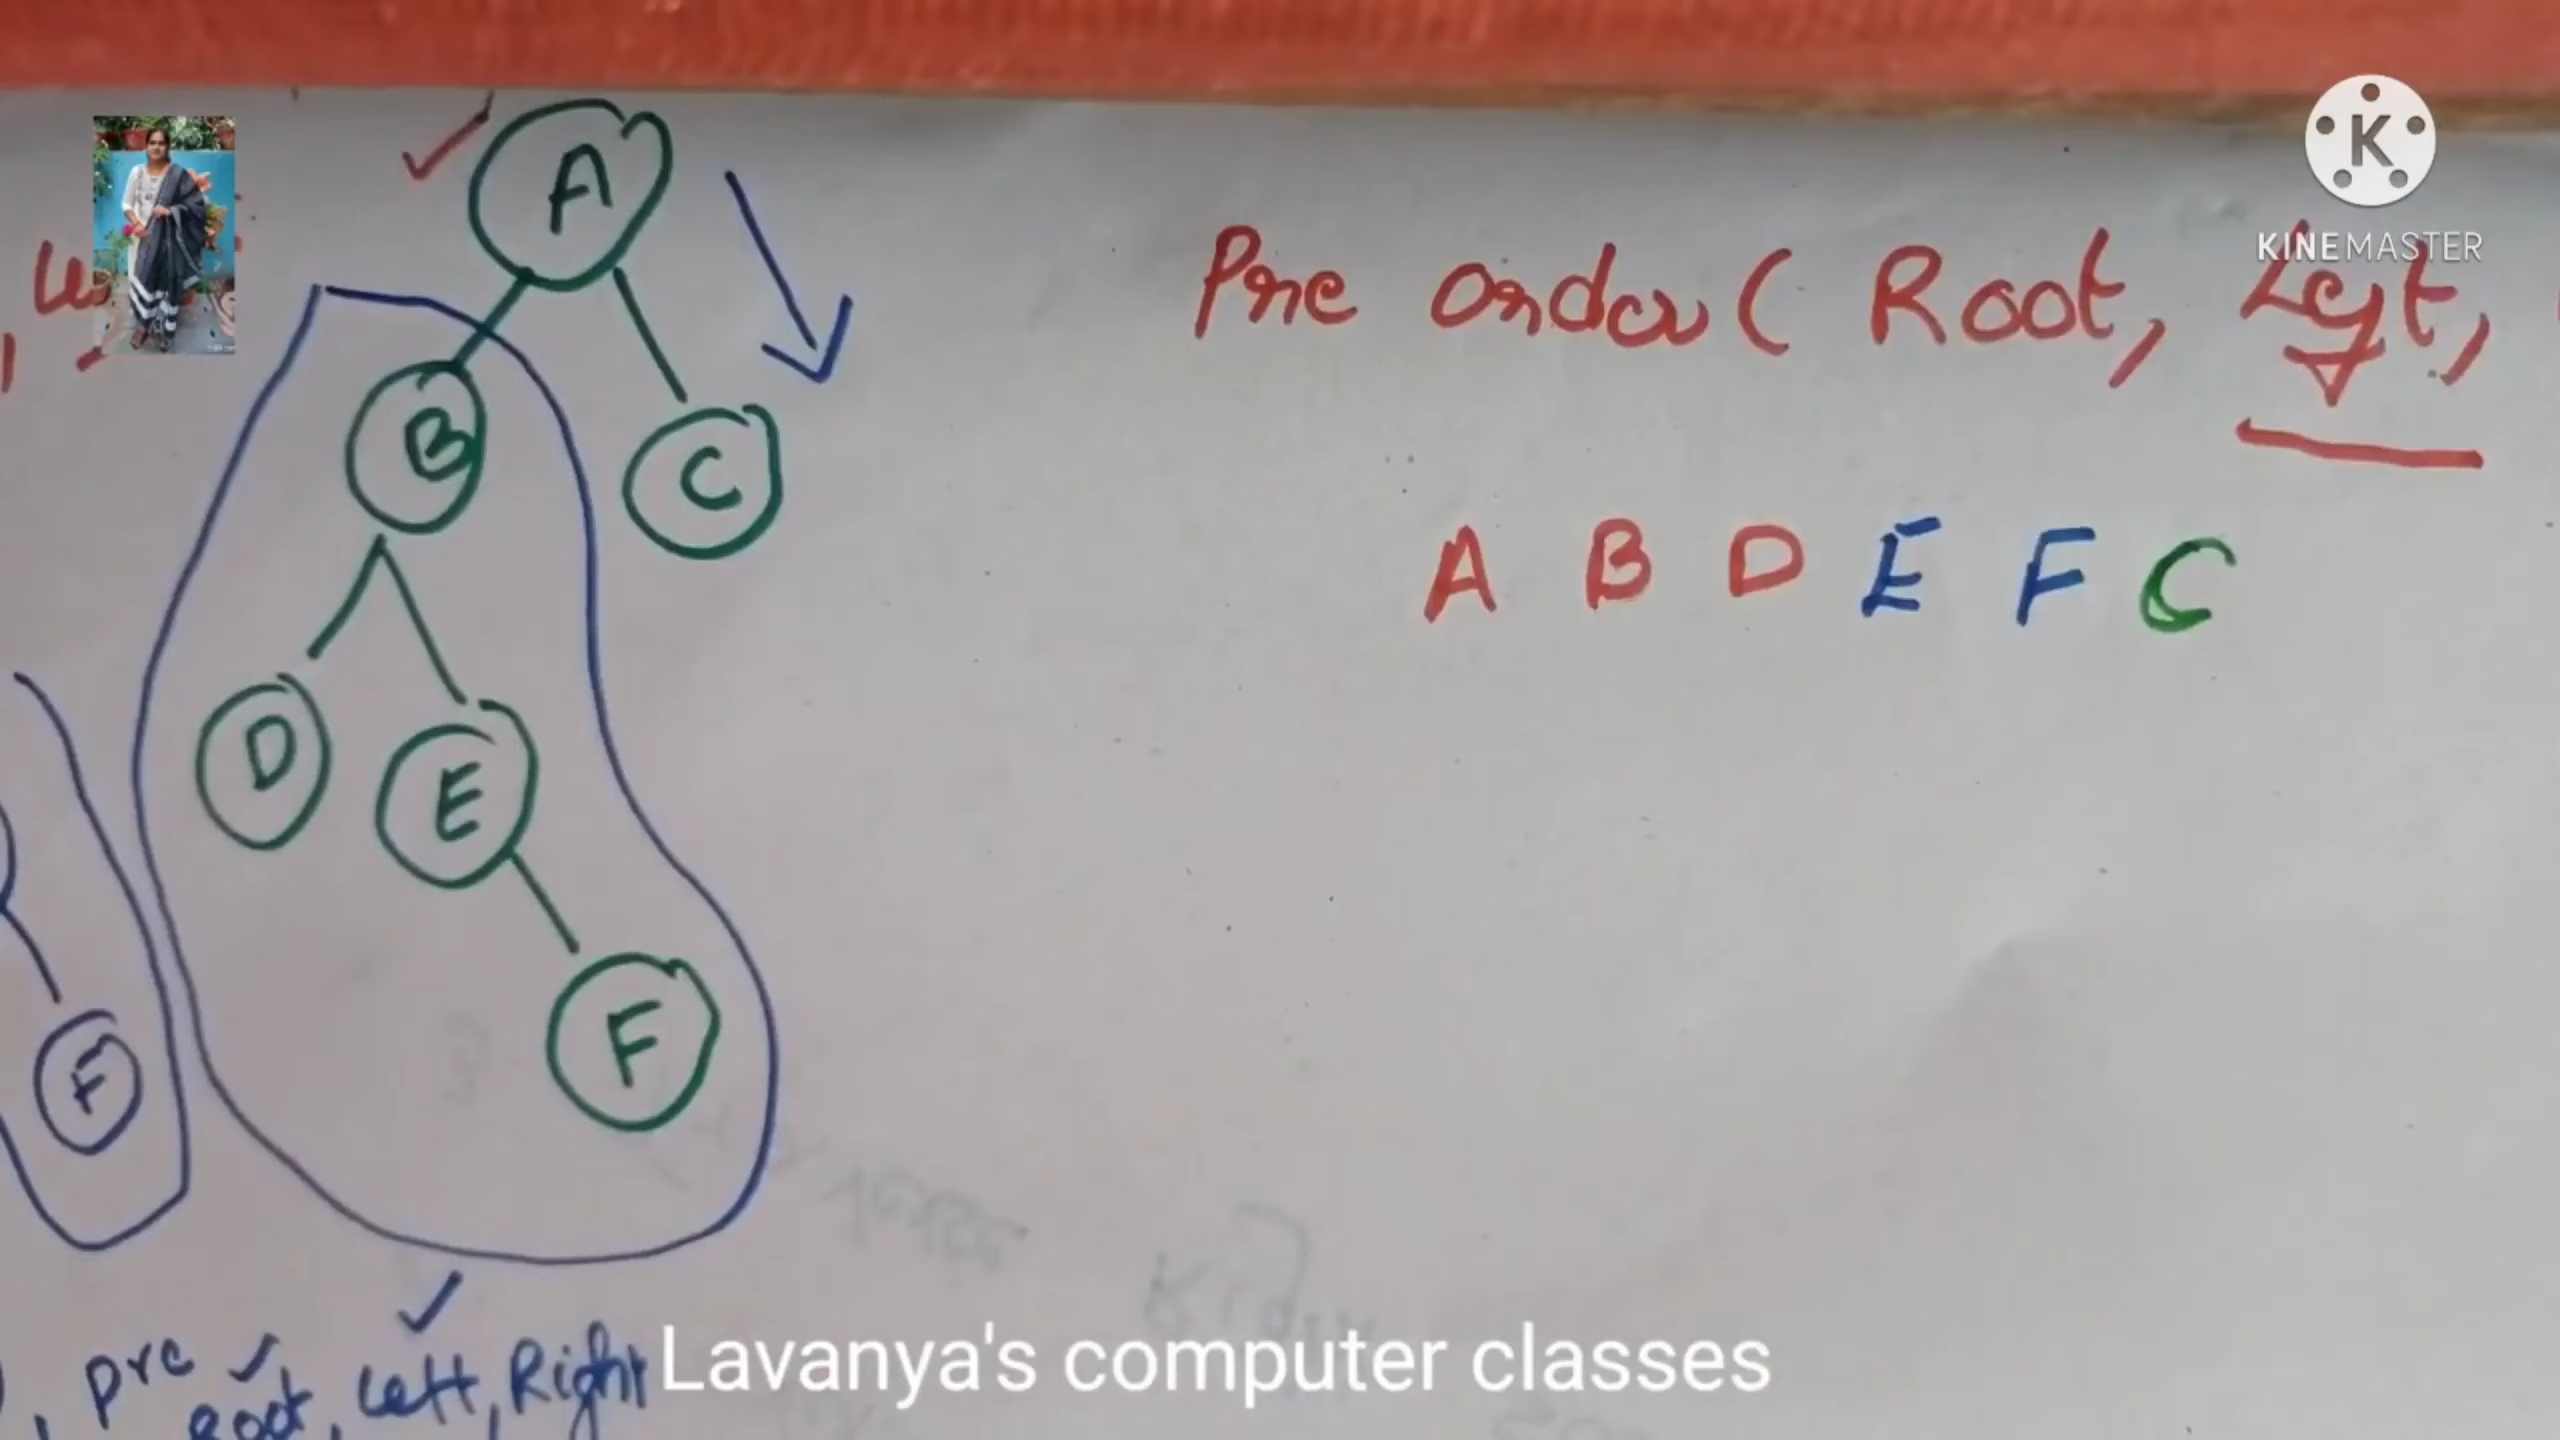 A
Pre order ( Root, Left,
B
C
A B D E F C
D
E
F
F
, pre
Root, Left, Right
K
KINEMASTER
Lavanya's computer classes